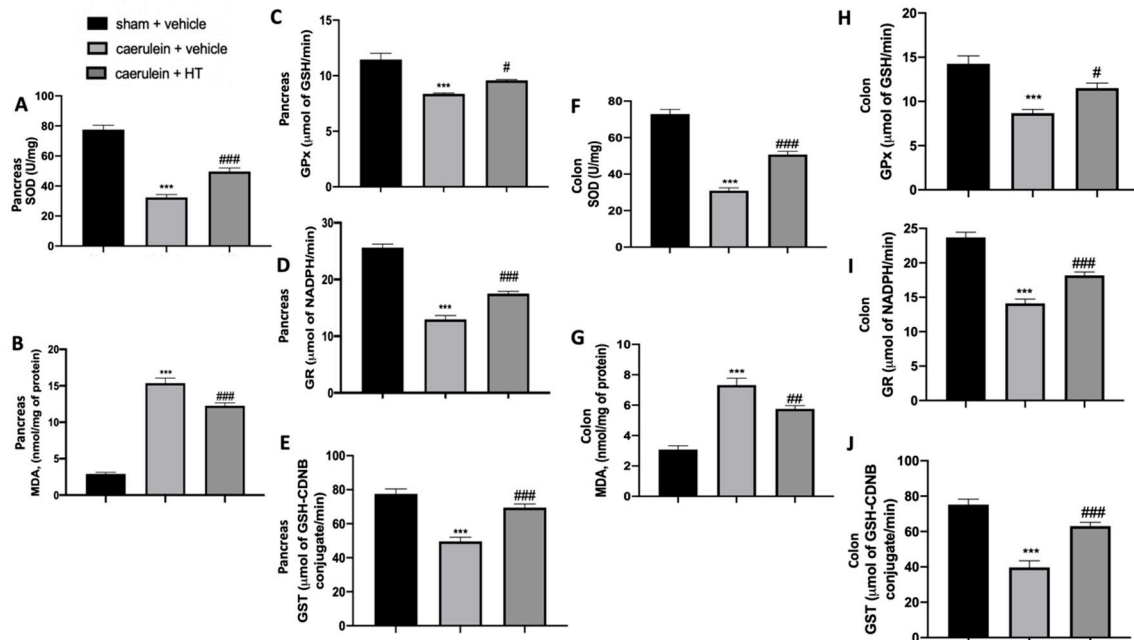 sham + vehicle
caerulein + vehicle
caerulein + HT
A
Pancreas
SOD (U/mg)
100
80
60
40
20
0
***
###
B
Pancreas
MDA, (nmol/mg of protein)
20
15
10
5
0
***
###
C
Pancreas
GPx (μmol of GSH/min)
15
10
5
0
***
#
D
Pancreas
GR (μmol of NADPH/min)
30
20
10
0
***
###
E
Pancreas
GST (μmol of GSH-CDNB
conjugate/min)
100
80
60
40
20
0
***
###
F
Colon
SOD (U/mg)
80
60
40
20
0
***
###
G
Colon
MDA, (nmol/mg of protein)
10
8
6
4
2
0
***
##
H
Colon
GPx (μmol of GSH/min)
20
15
10
5
0
***
#
I
Colon
GR (μmol of NADPH/min)
25
20
15
10
5
0
***
###
J
Colon
GST (μmol of GSH-CDNB
conjugate/min)
100
80
60
40
20
0
***
###